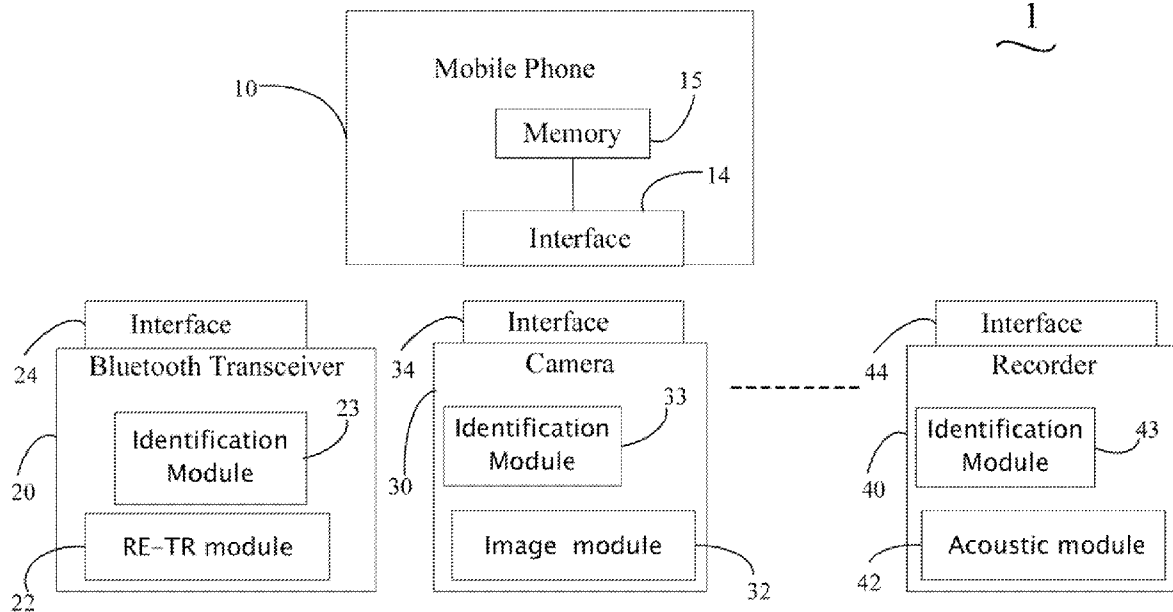 1
Mobile Phone
10
15
Memory
14
Interface
Interface
Interface
Interface
24
Bluetooth Transceiver
34
Camera
44
Recorder
23
Identification
Module
33
Identification
Module
43
Identification
Module
20
30
40
RE-TR module
Image module
Acoustic module
22
32
42